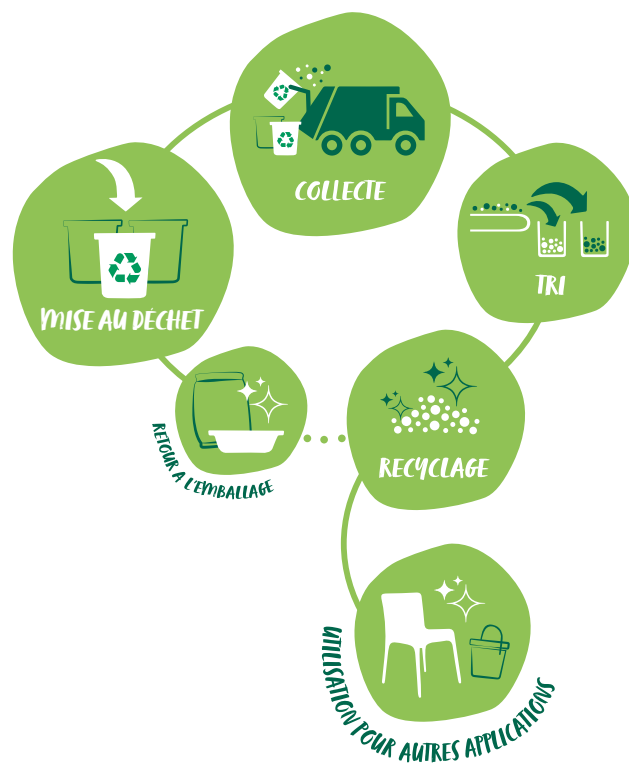 COLLECTE
MISE AU DÉCHET
TRI
RETOUR A L'EMBALLAGE
RECYCLAGE
UTILISATION POUR AUTRES APPLICATIONS